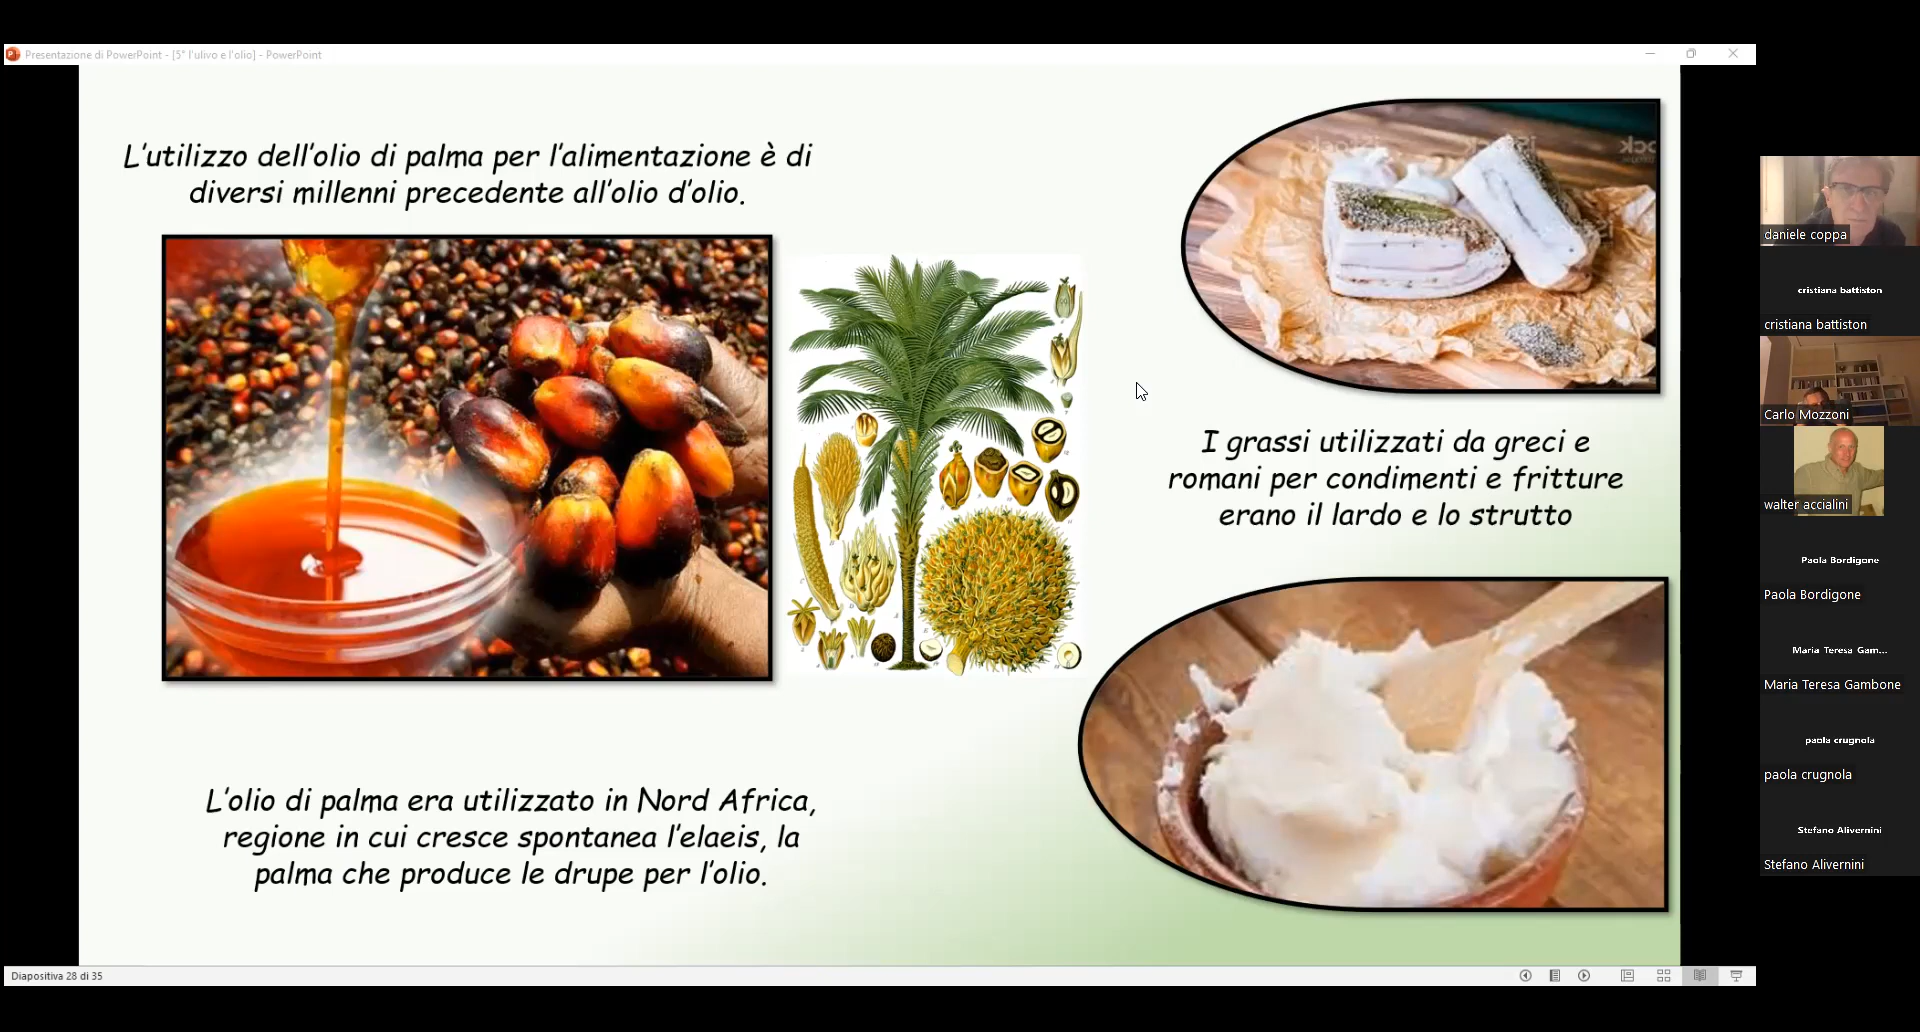 Presentazione di PowerPoint - [5° l'ulivo e l'olio] - PowerPoint
L'utilizzo dell'olio di palma per l'alimentazione è di
diversi millenni precedente all'olio d'olio.
I grassi utilizzati da greci e
romani per condimenti e fritture
erano il lardo e lo strutto
L'olio di palma era utilizzato in Nord Africa,
regione in cui cresce spontanea l'elaeis, la
palma che produce le drupe per l'olio.
Diapositiva 28 di 35
daniele coppa
cristiana battiston
cristiana battiston
Carlo Mozzoni
walter accialini
Paola Bordigone
Paola Bordigone
Maria Teresa Gam...
Maria Teresa Gambone
paola crugnola
paola crugnola
Stefano Alivernini
Stefano Alivernini